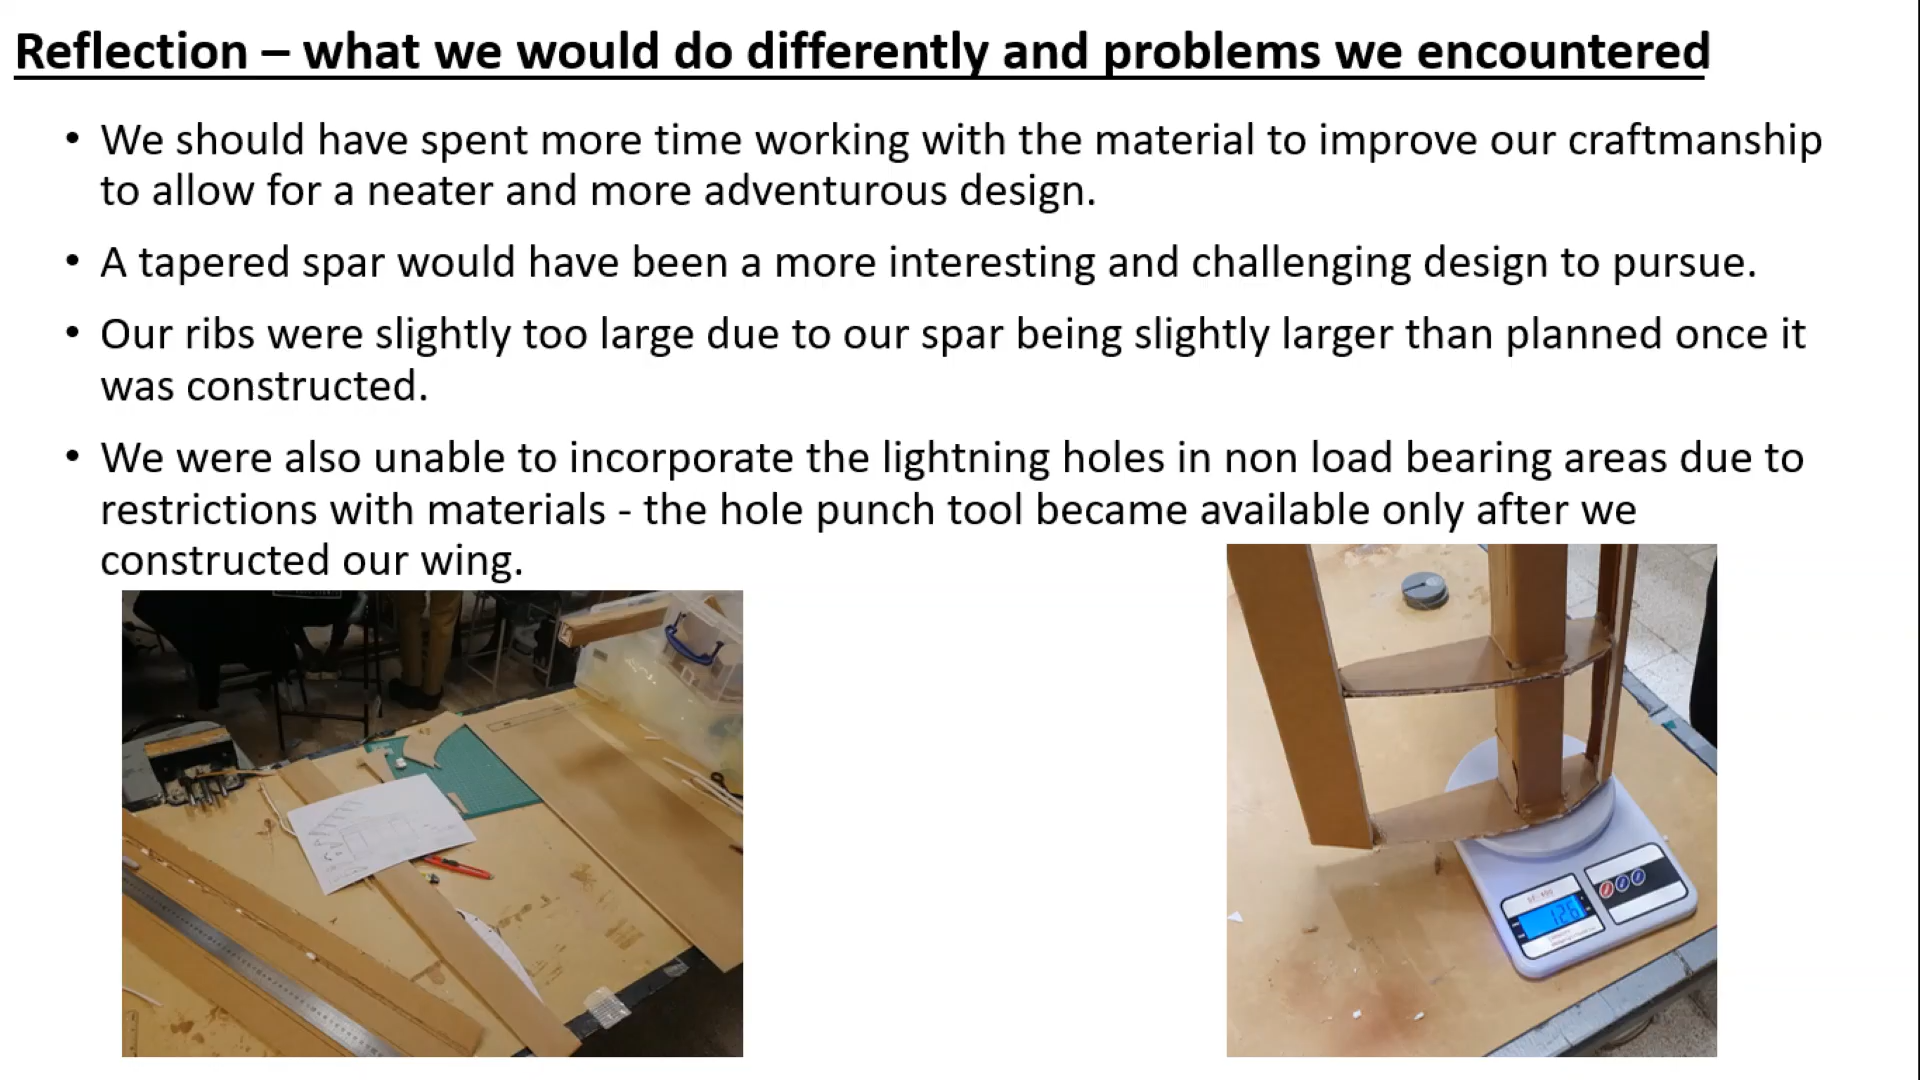 Reflection – what we would do differently and problems we encountered
• We should have spent more time working with the material to improve our craftmanship
to allow for a neater and more adventurous design.
• A tapered spar would have been a more interesting and challenging design to pursue.
• Our ribs were slightly too large due to our spar being slightly larger than planned once it
was constructed.
• We were also unable to incorporate the lightning holes in non load bearing areas due to
restrictions with materials - the hole punch tool became available only after we
constructed our wing.
126